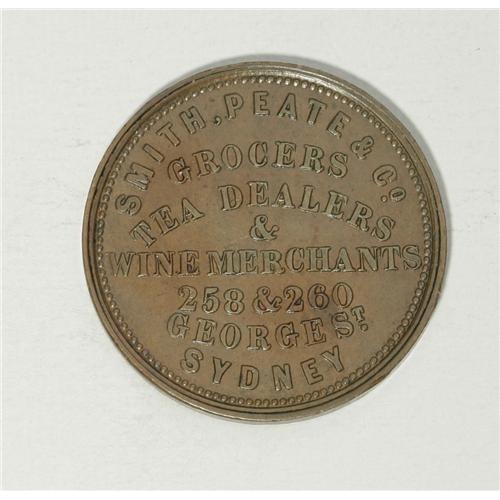 SMITH, PEATE & Co.
GROCERS
TEA DEALERS
&
WINE MERCHANTS
258 & 260
GEORGE ST.
SYDNEY